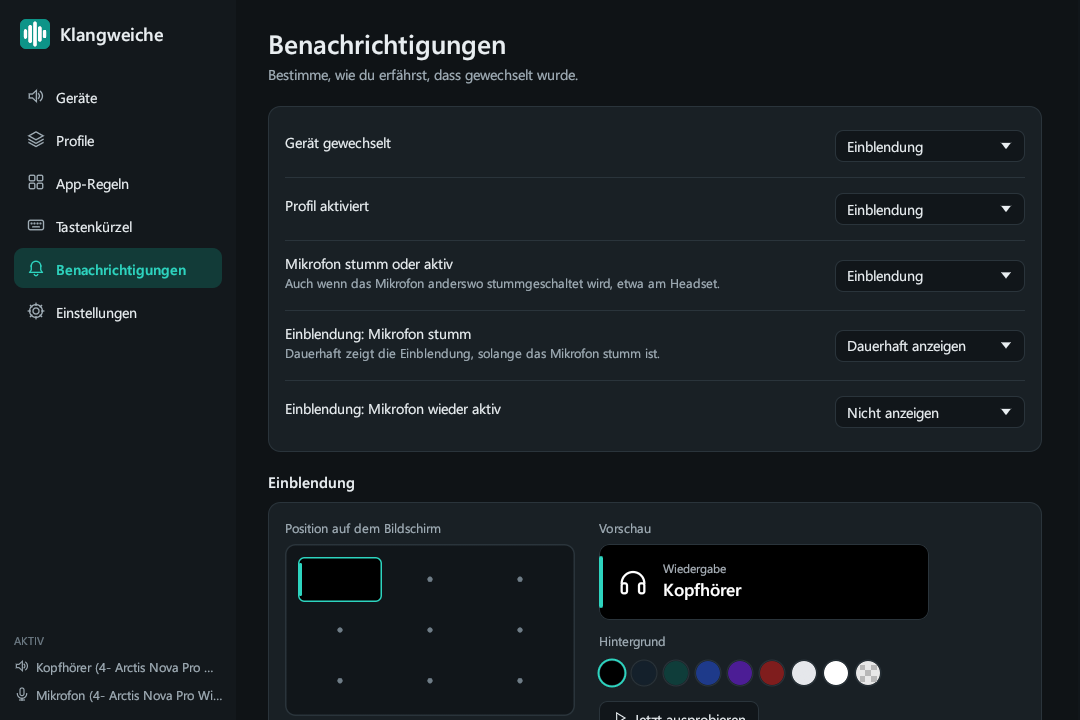 Klangweiche
Geräte
Profile
App-Regeln
Tastenkürzel
Benachrichtigungen
Einstellungen
AKTIV
Kopfhörer (4- Arctis Nova Pro ...
Mikrofon (4- Arctis Nova Pro Wi...
Benachrichtigungen
Bestimme, wie du erfährst, dass gewechselt wurde.
Gerät gewechselt
Einblendung
Profil aktiviert
Einblendung
Mikrofon stumm oder aktiv
Auch wenn das Mikrofon anderswo stummgeschaltet wird, etwa am Headset.
Einblendung
Einblendung: Mikrofon stumm
Dauerhaft zeigt die Einblendung, solange das Mikrofon stumm ist.
Dauerhaft anzeigen
Einblendung: Mikrofon wieder aktiv
Nicht anzeigen
Einblendung
Position auf dem Bildschirm
Vorschau
Wiedergabe
Kopfhörer
Hintergrund
Jetzt ausprobieren